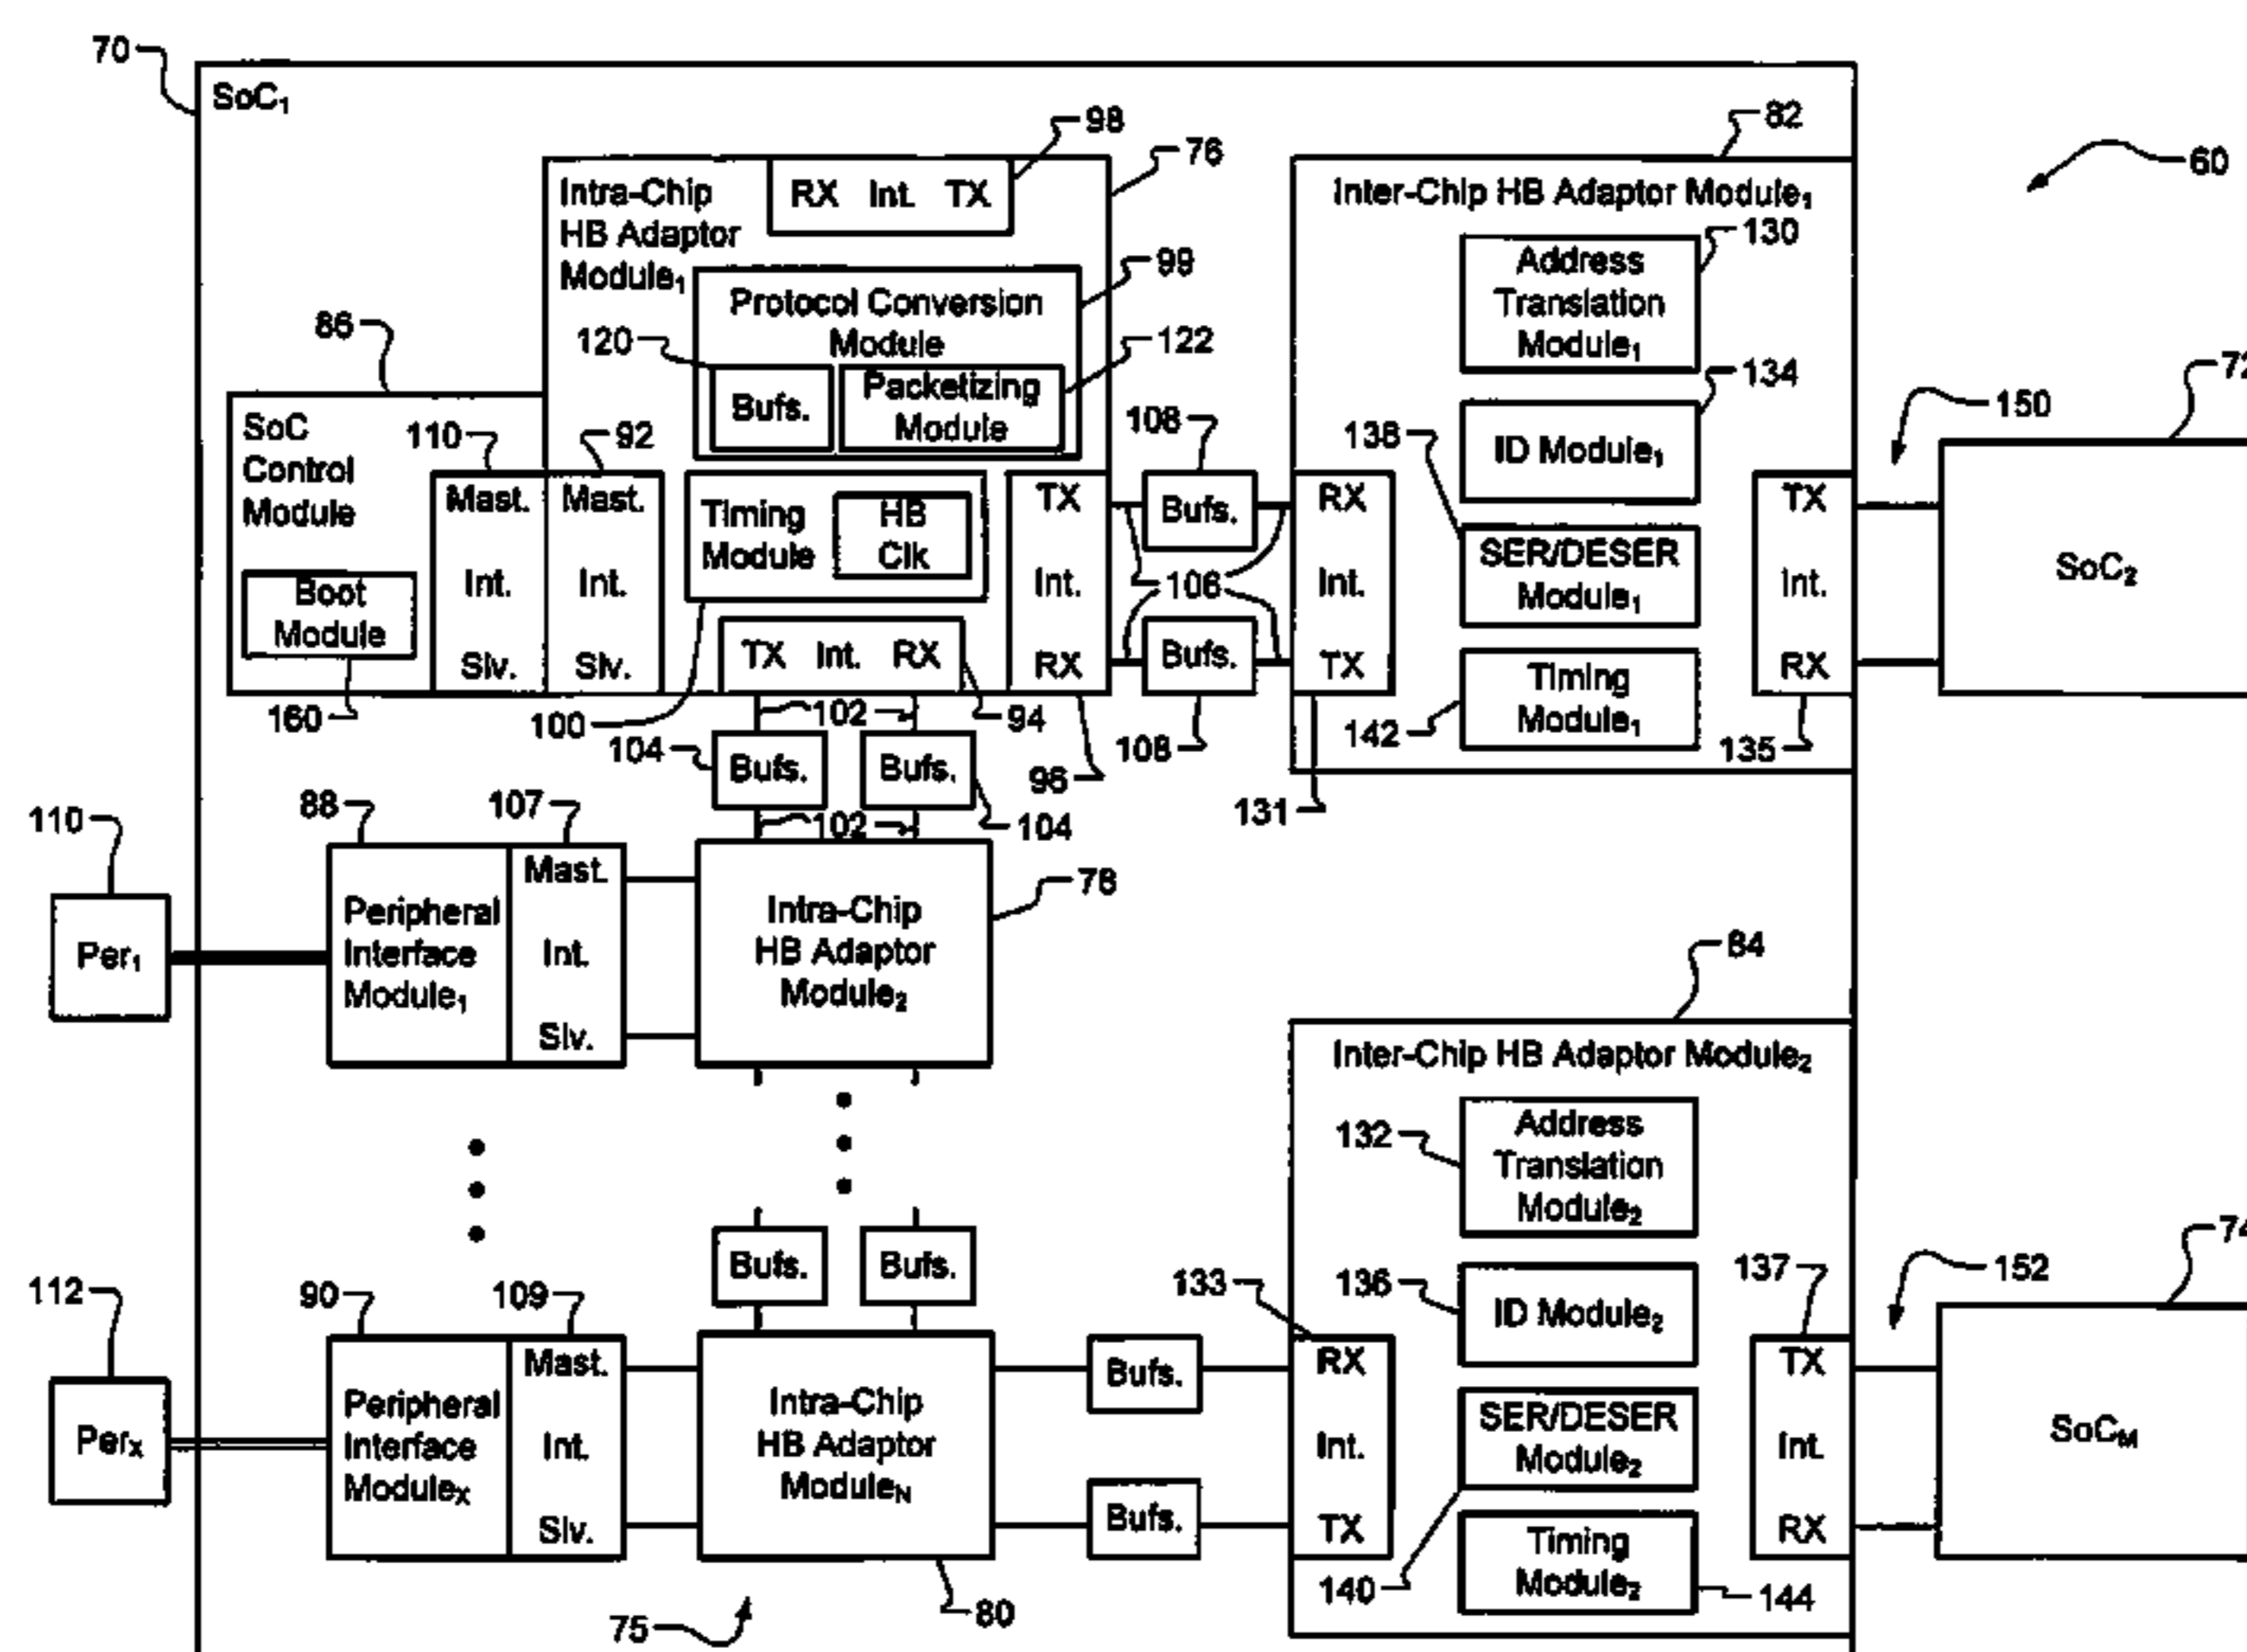 70
SoC₁
98
76
82
60
Intra-Chip
HB Adaptor
Module₁
RX Int. TX
Inter-Chip HB Adaptor Module₁
130
99
Protocol Conversion
Module
Address
Translation
Module₁
86
120
122
Bufs.
Packetizing
Module
134
72
150
SoC
Control
Module
110
92
108
138
ID Module₁
Mast.
Int.
Slv.
Mast.
Int.
Slv.
Timing
Module
HB
Clk
TX
Int.
RX
Bufs.
106
Bufs.
RX
Int.
TX
SER/DESER
Module₁
TX
Int.
RX
SoC₂
Boot
Module
TX Int. RX
Timing
Module₁
160
100
102
94
108
142
135
104
Bufs.
Bufs.
96
131
88
107
102
104
110
Per₁
Peripheral
Interface
Module₁
Mast.
Int.
Slv.
Intra-Chip
HB Adaptor
Module₂
78
84
Inter-Chip HB Adaptor Module₂
132
Address
Translation
Module₂
74
112
90
109
Bufs.
Bufs.
133
136
ID Module₂
137
152
Per
X
Peripheral
Interface
Module
X
Mast.
Int.
Slv.
Intra-Chip
HB Adaptor
Module
N
Bufs.
Bufs.
RX
Int.
TX
SER/DESER
Module₂
TX
Int.
RX
SoC
M
Timing
Module₂
140
144
75
80